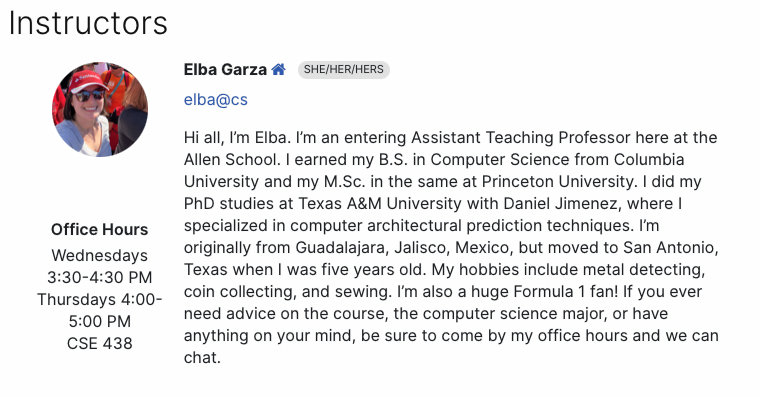 Instructors
Elba Garza SHE/HER/HERS
elba@cs
Hi all, I’m Elba. I’m an entering Assistant Teaching Professor here at the
Allen School. I earned my B.S. in Computer Science from Columbia
University and my M.Sc. in the same at Princeton University. I did my
PhD studies at Texas A&M University with Daniel Jimenez, where I
specialized in computer architectural prediction techniques. I’m
originally from Guadalajara, Jalisco, Mexico, but moved to San Antonio,
Texas when I was five years old. My hobbies include metal detecting,
coin collecting, and sewing. I’m also a huge Formula 1 fan! If you ever
need advice on the course, the computer science major, or have
anything on your mind, be sure to come by my office hours and we can
chat.
Office Hours
Wednesdays
3:30-4:30 PM
Thursdays 4:00-
5:00 PM
CSE 438